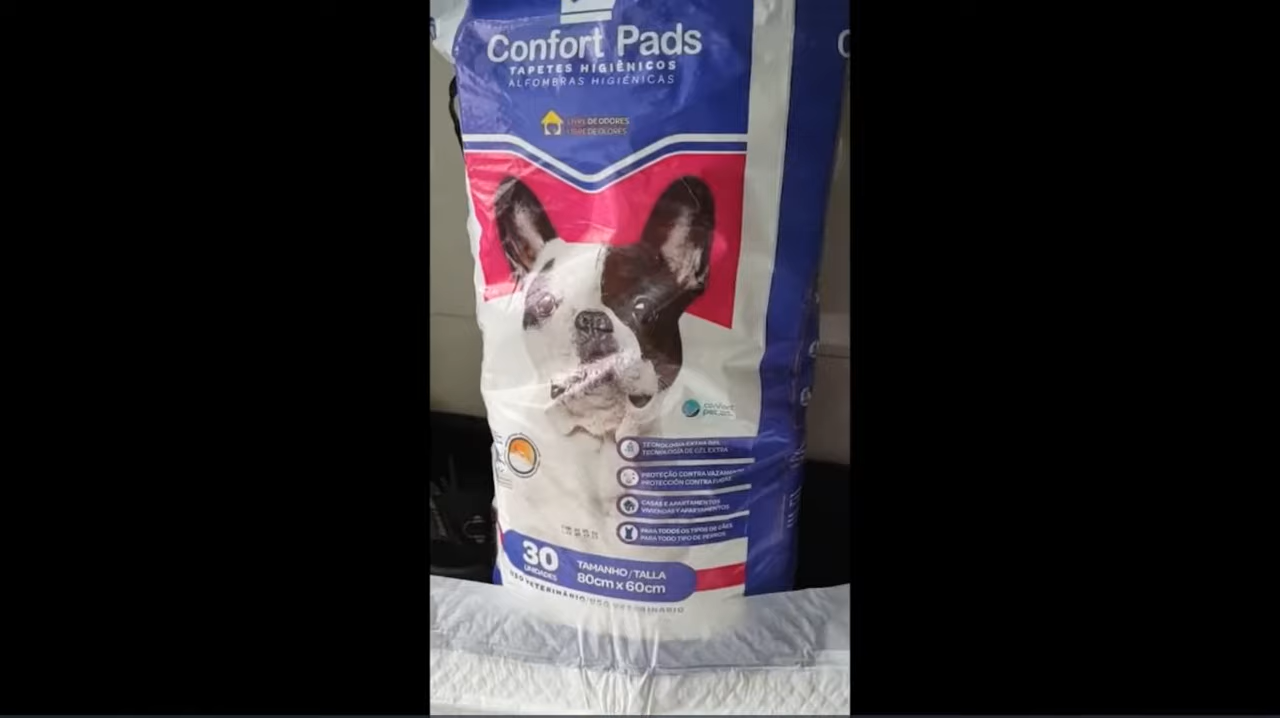 Confort Pads
TAPETES HIGIÊNICOS
ALFOMBRAS HIGIÉNICAS
LIVRE DE ODORES
LIBRE DE OLORES
confort
TECNOLOGIA EXTRA GEL
TECNOLOGÍA DE GEL EXTRA
PROTEÇÃO CONTRA
PROTECCIÓN CONTRA FUGAS
CASAS E APARTAMENTOS
VIVIENDAS Y APARTAMENTOS
PARA TODOS OS TIPOS DE CÃES
PARA TODO TIPO DE PERROS
30
UNIDADES
TAMANHO / TALLA
80cm x 60cm
USO VETERINÁRIO/USO VETERINARIO